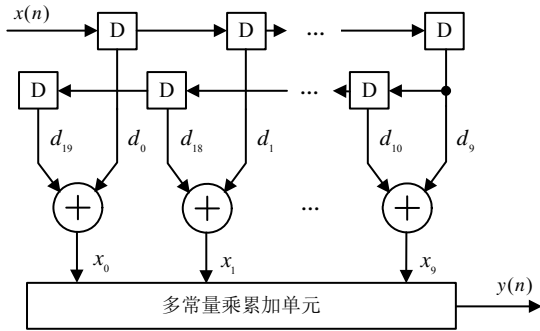 x(n)
D D ... D
D D ... D
d₁₉ d₀ d₁₈ d₁ d₁₀ d₉
+ + ... +
x₀ x₁ x₉
多常量乘累加单元 y(n)